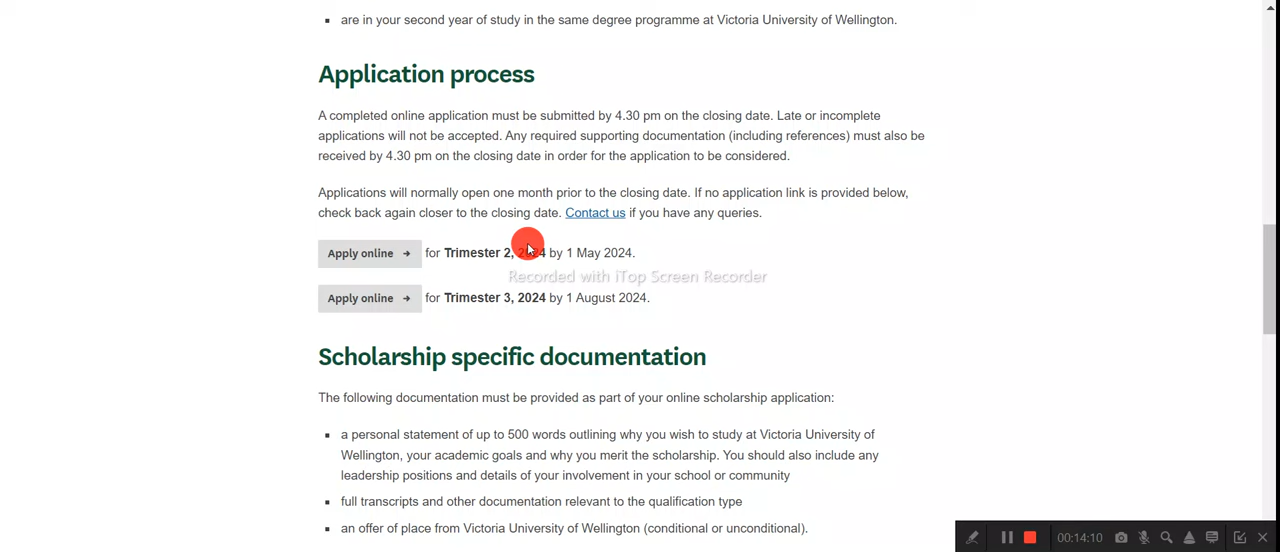 are in your second year of study in the same degree programme at Victoria University of Wellington.
Application process
A completed online application must be submitted by 4.30 pm on the closing date. Late or incomplete
applications will not be accepted. Any required supporting documentation (including references) must also be
received by 4.30 pm on the closing date in order for the application to be considered.
Applications will normally open one month prior to the closing date. If no application link is provided below,
check back again closer to the closing date. Contact us if you have any queries.
Apply online → for Trimester 2, 2024 by 1 May 2024.
Recorded with iTop Screen Recorder
Apply online → for Trimester 3, 2024 by 1 August 2024.
Scholarship specific documentation
The following documentation must be provided as part of your online scholarship application:
a personal statement of up to 500 words outlining why you wish to study at Victoria University of
Wellington, your academic goals and why you merit the scholarship. You should also include any
leadership positions and details of your involvement in your school or community
full transcripts and other documentation relevant to the qualification type
an offer of place from Victoria University of Wellington (conditional or unconditional).
00:14:10